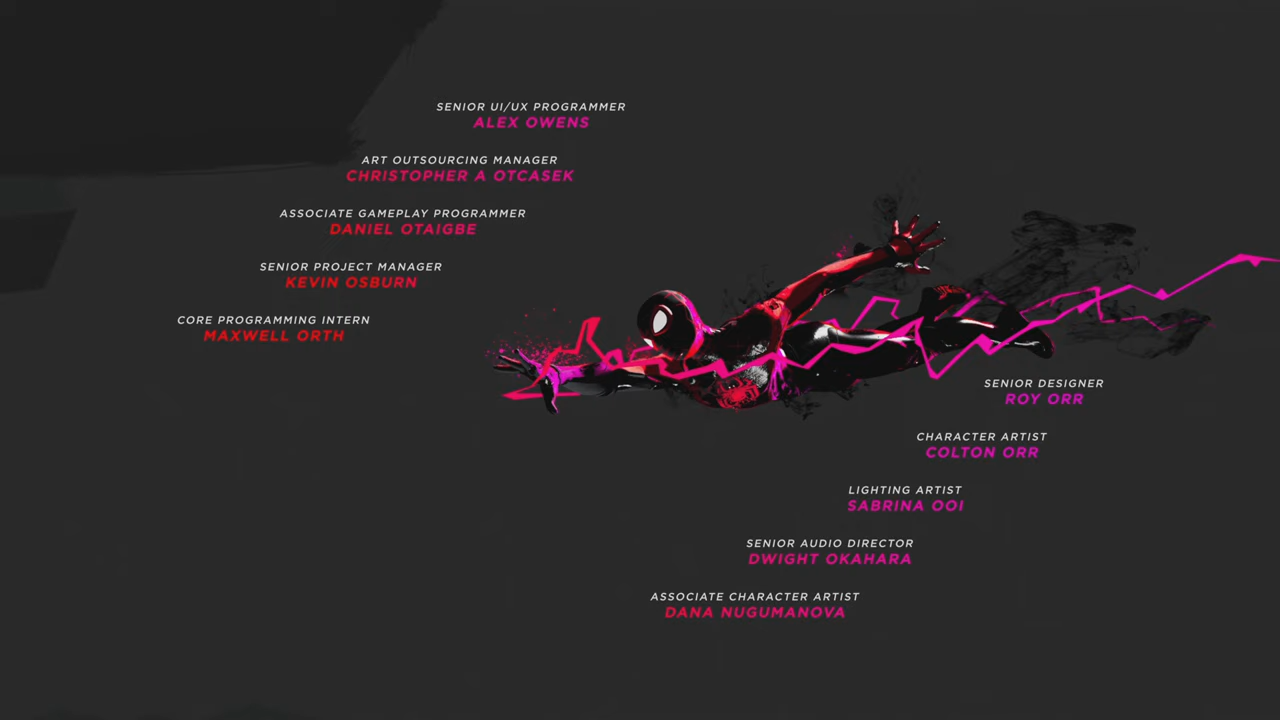 SENIOR UI/UX PROGRAMMER
ALEX OWENS
ART OUTSOURCING MANAGER
CHRISTOPHER A OTCASEK
ASSOCIATE GAMEPLAY PROGRAMMER
DANIEL OTAIGBE
SENIOR PROJECT MANAGER
KEVIN OSBURN
CORE PROGRAMMING INTERN
MAXWELL ORTH
SENIOR DESIGNER
ROY ORR
CHARACTER ARTIST
COLTON ORR
LIGHTING ARTIST
SABRINA OOI
SENIOR AUDIO DIRECTOR
DWIGHT OKAHARA
ASSOCIATE CHARACTER ARTIST
DANA NUGUMANOVA